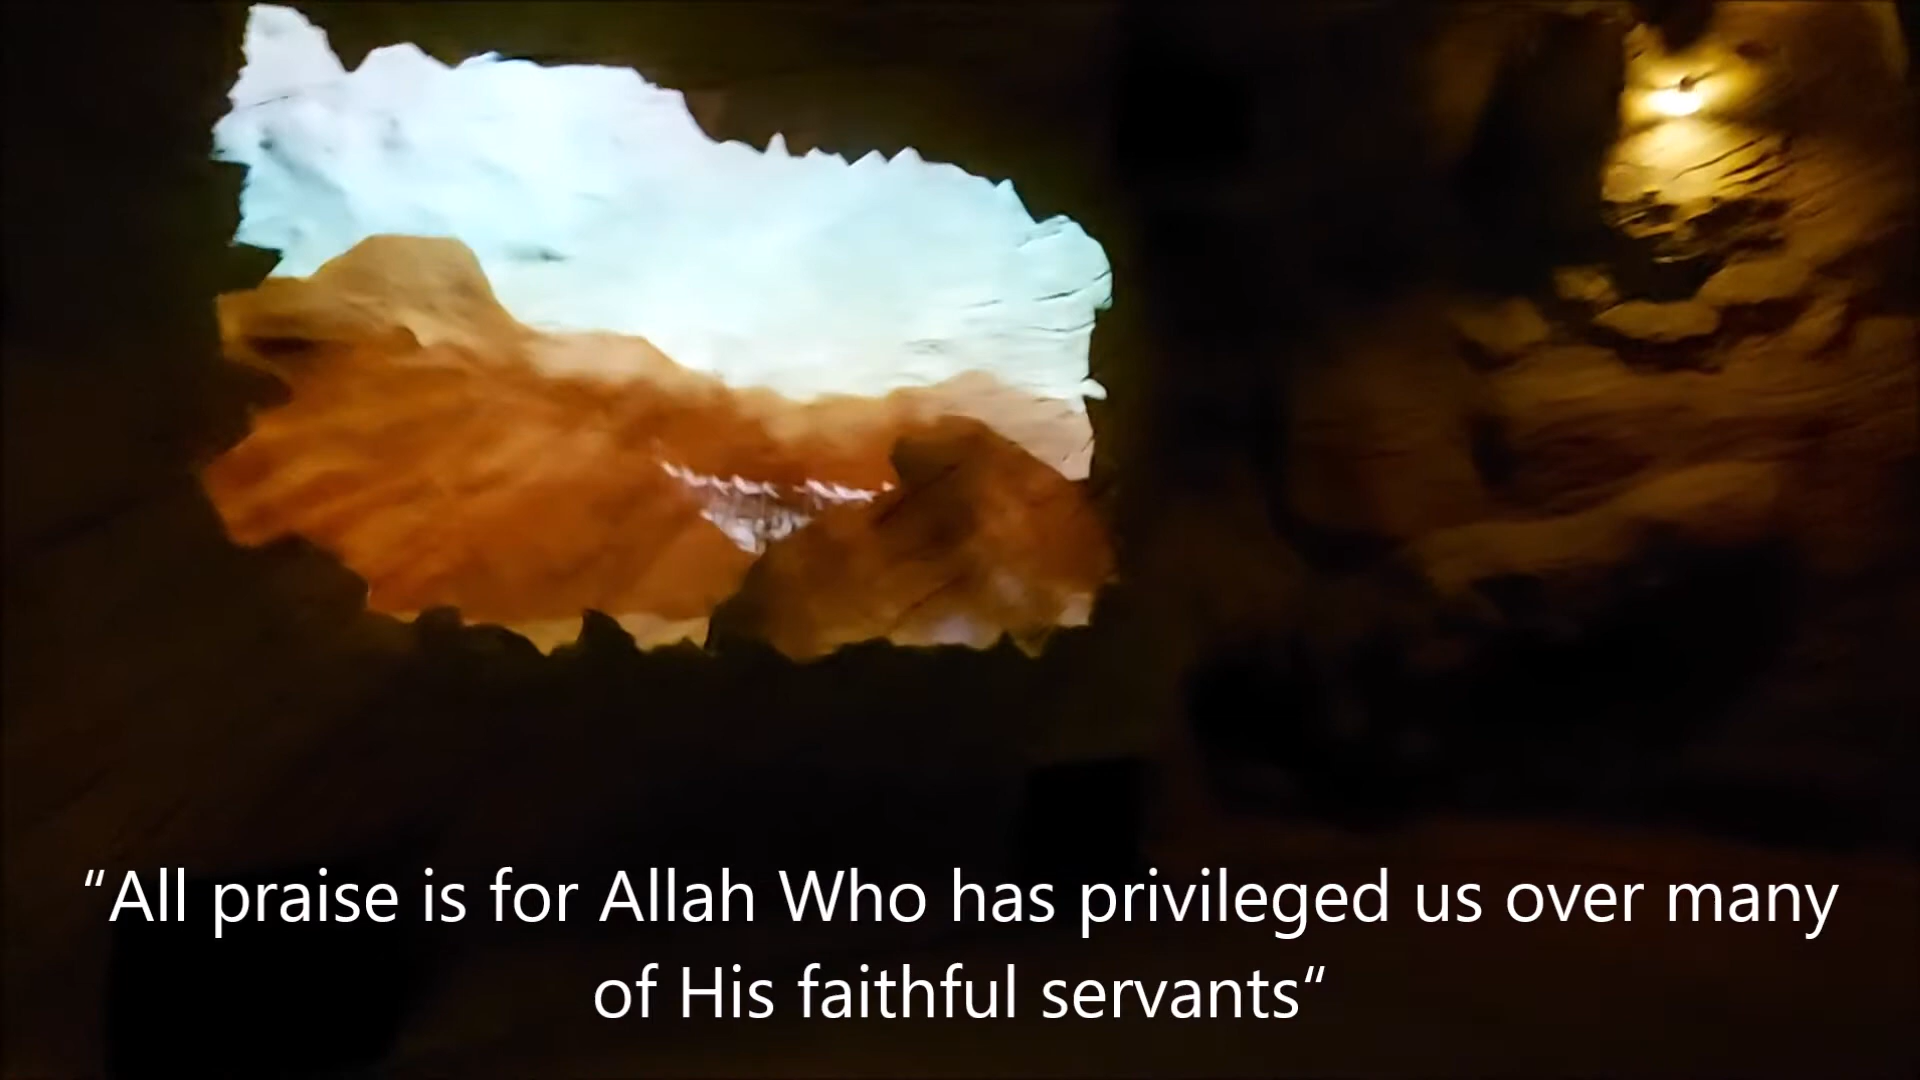 “All praise is for Allah Who has privileged us over many
of His faithful servants“